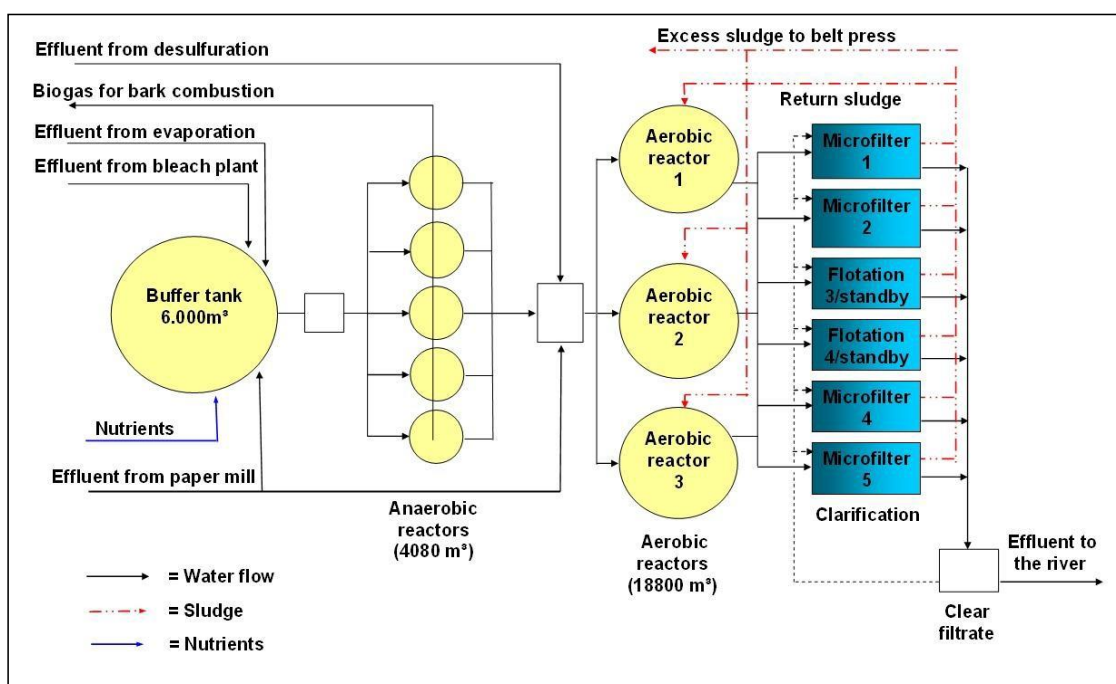 Effluent from desulfuration
Biogas for bark combustion
Effluent from evaporation
Effluent from bleach plant
Buffer tank
6.000m³
Nutrients
Effluent from paper mill
Anaerobic
reactors
(4080 m³)
Excess sludge to belt press
Return sludge
Aerobic
reactor
1
Aerobic
reactor
2
Aerobic
reactor
3
Aerobic
reactors
(18800 m³)
Microfilter
1
Microfilter
2
Flotation
3/standby
Flotation
4/standby
Microfilter
4
Microfilter
5
Clarification
Effluent to
the river
Clear
filtrate
= Water flow
= Sludge
= Nutrients